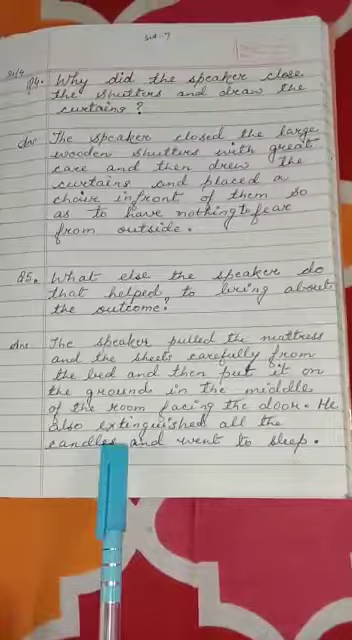 Q4. Why did the speaker close
the shutters and draw the
curtains?
Ans The speaker closed the large
wooden shutters with great
care and then drew the
curtains and placed a
chaise infront of them so
as to have nothing to fear
from outside.
Q5. What else the speaker do
that helped to bring about
the outcome?
Ans The speaker pulled the mattress
and the sheets carefully from
the bed and then put it on
the ground in the middle
of the room facing the door. He
also extinguished all the
candles and went to sleep.